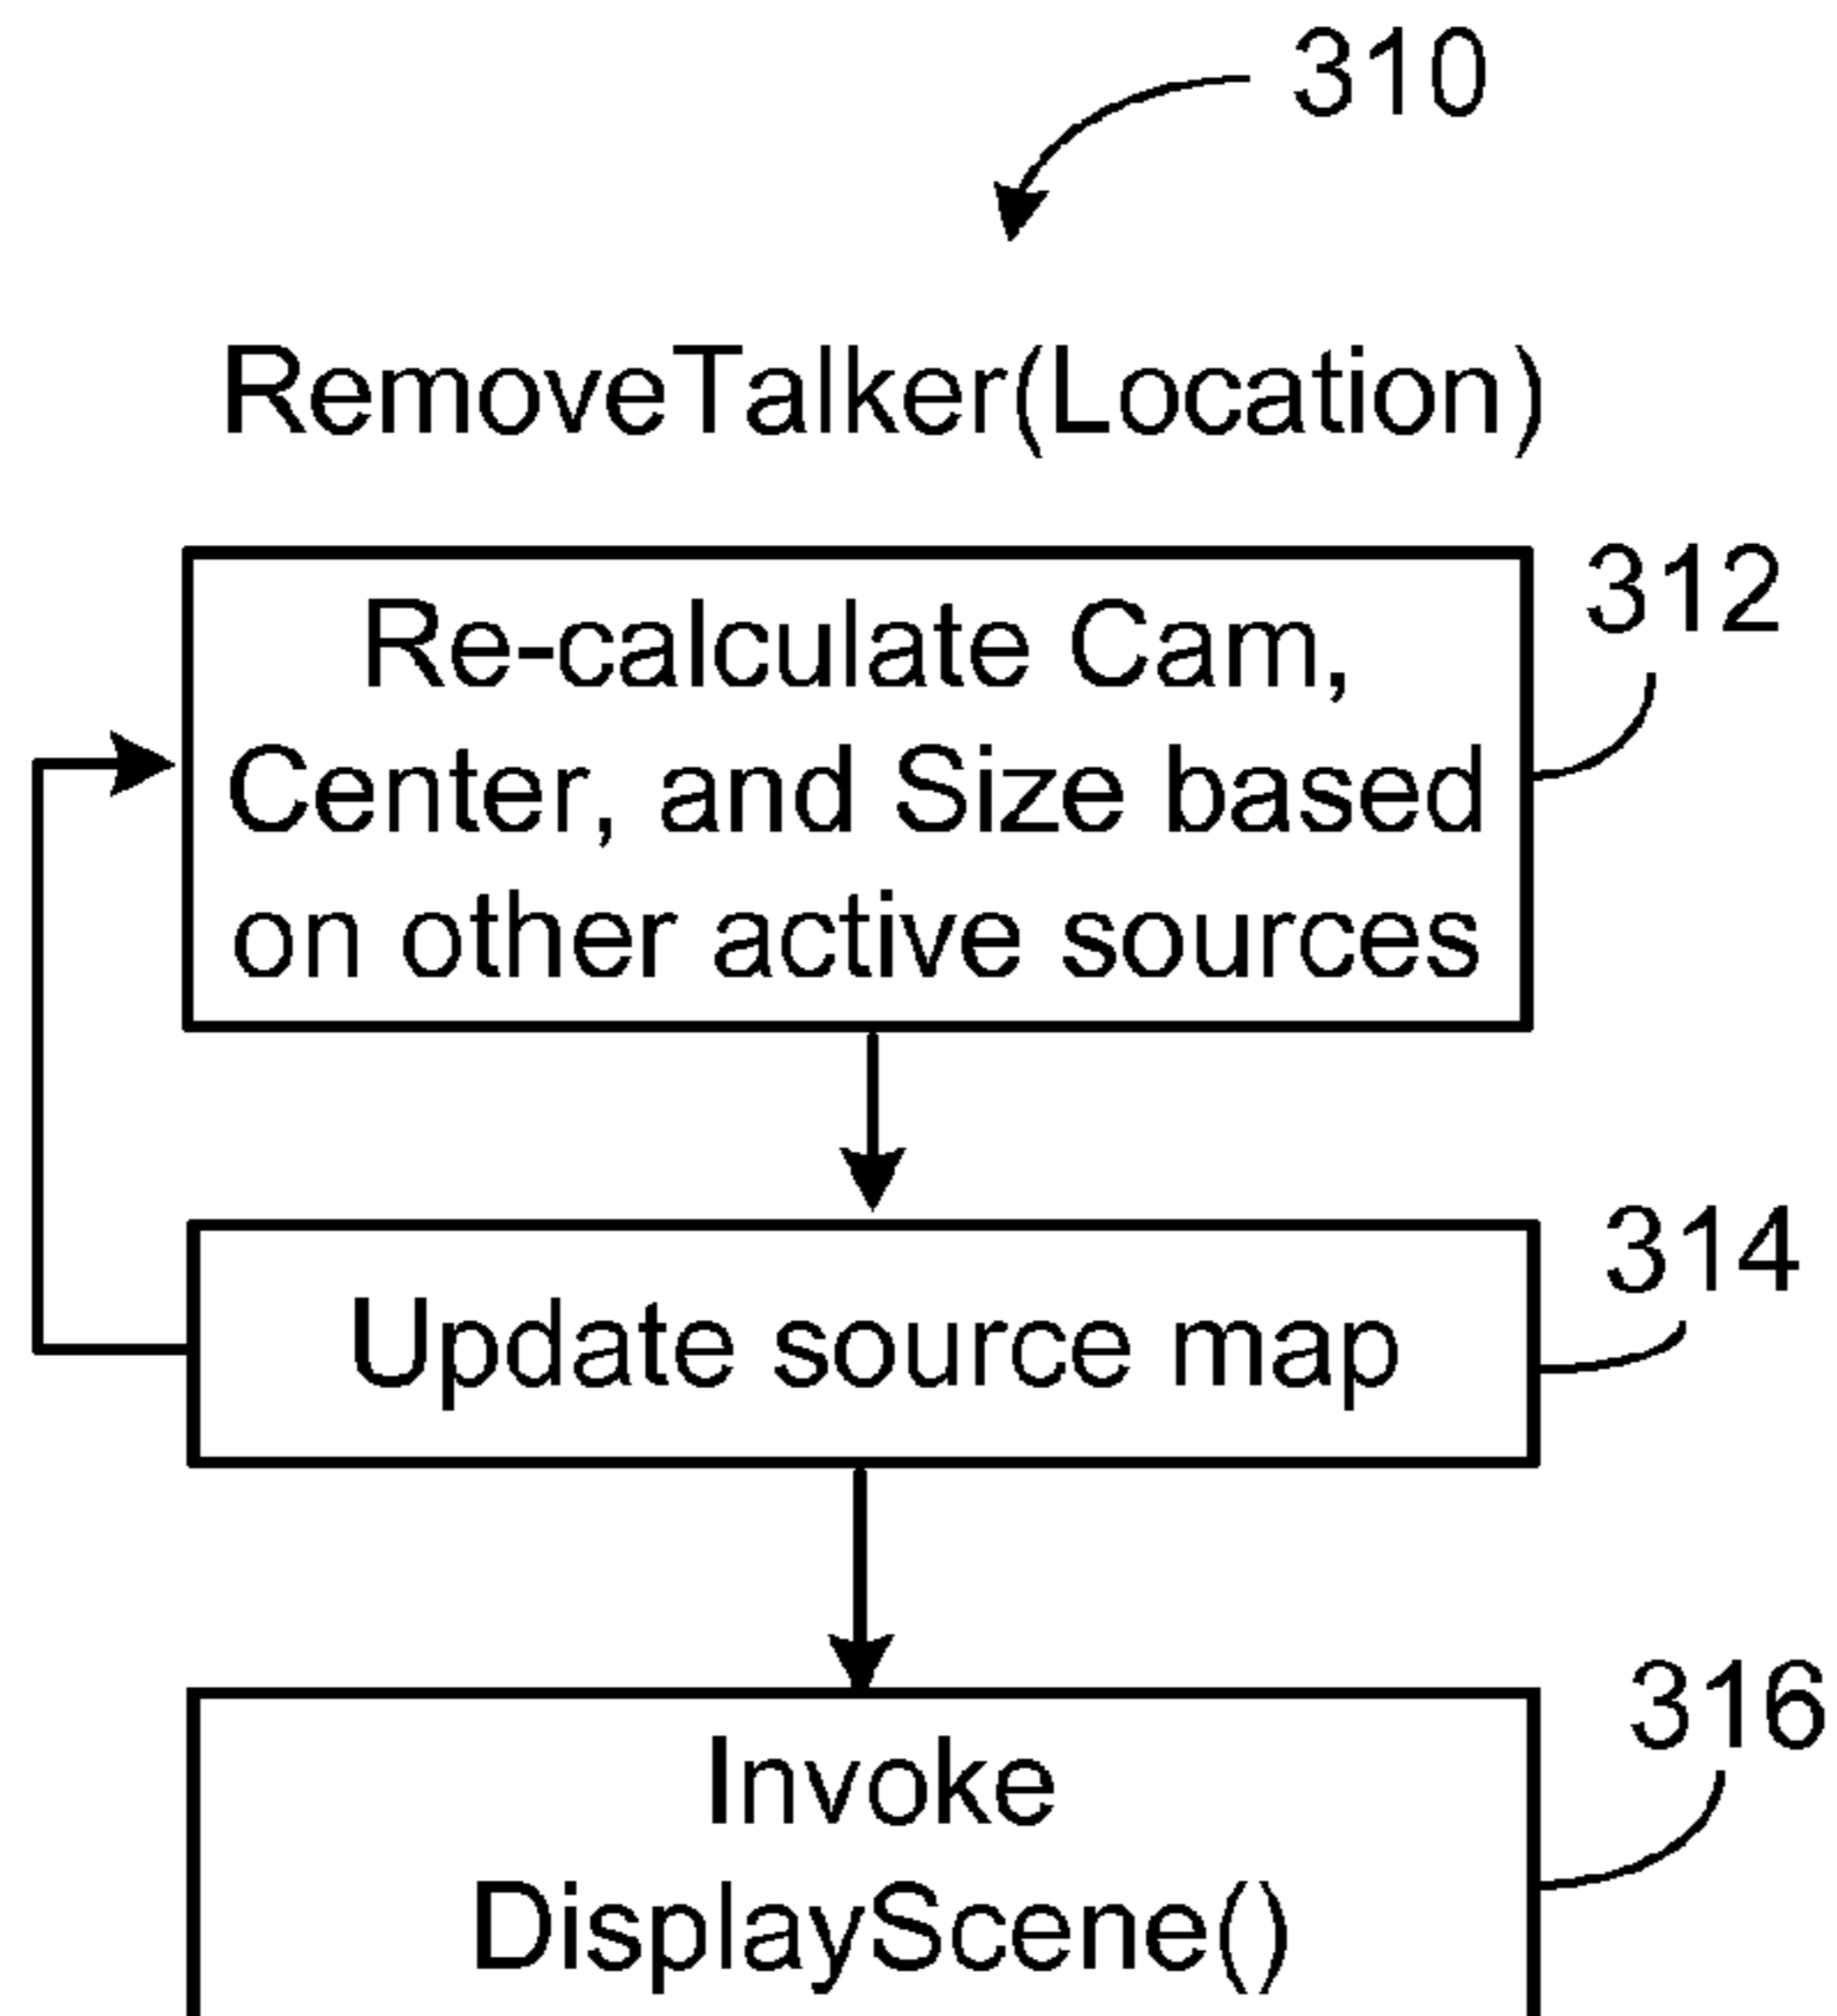 310
RemoveTalker(Location)
312
Re-calculate Cam,
Center, and Size based
on other active sources
314
Update source map
316
Invoke
DisplayScene()